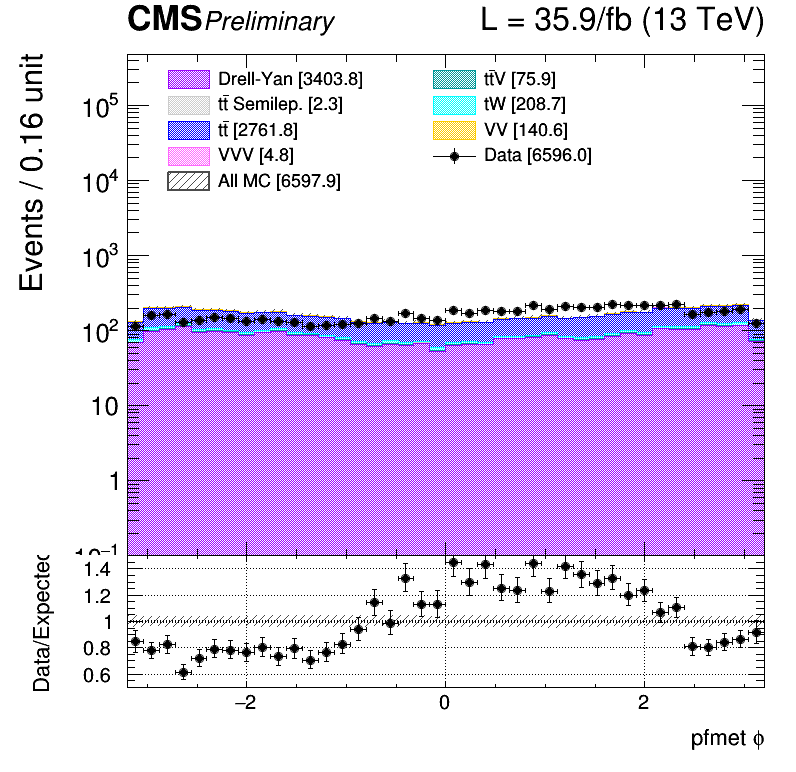 CMS Preliminary L = 35.9/fb (13 TeV)
Events / 0.16 unit
Drell-Yan [3403.8]
tt̄ Semilep. [2.3]
tt̄ [2761.8]
VVV [4.8]
All MC [6597.9]
tt̄V [75.9]
tW [208.7]
VV [140.6]
Data [6596.0]
10⁵
10⁴
10³
10²
10
1
10⁻¹
Data/Expected
1.4
1.2
1
0.8
0.6
−2 0 2
pfmet ϕ